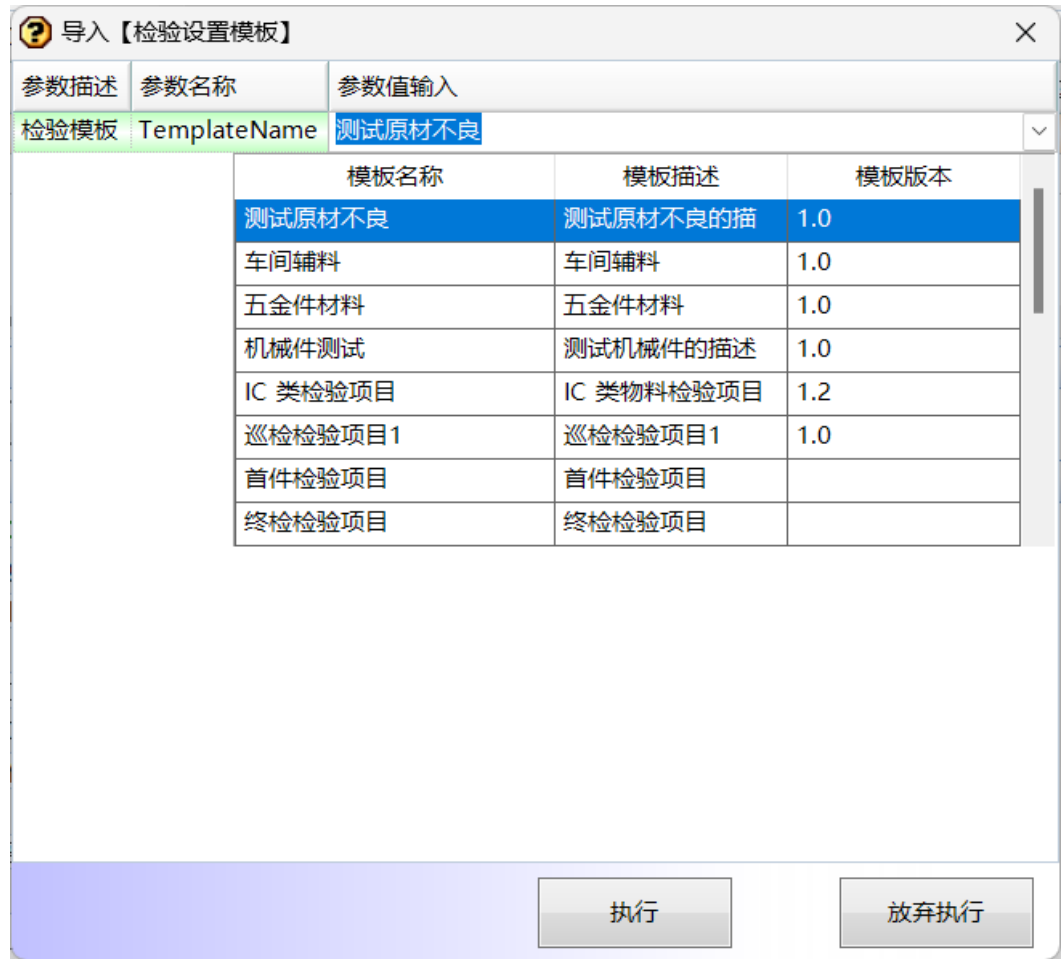 导入【检验设置模板】
参数描述 参数名称 参数值输入
检验模板 TemplateName 测试原材不良
模板名称 模板描述 模板版本
测试原材不良 测试原材不良的描 1.0
车间辅料 车间辅料 1.0
五金件材料 五金件材料 1.0
机械件测试 测试机械件的描述 1.0
IC 类检验项目 IC 类物料检验项目 1.2
巡检检验项目1 巡检检验项目1 1.0
首件检验项目 首件检验项目
终检检验项目 终检检验项目
执行 放弃执行